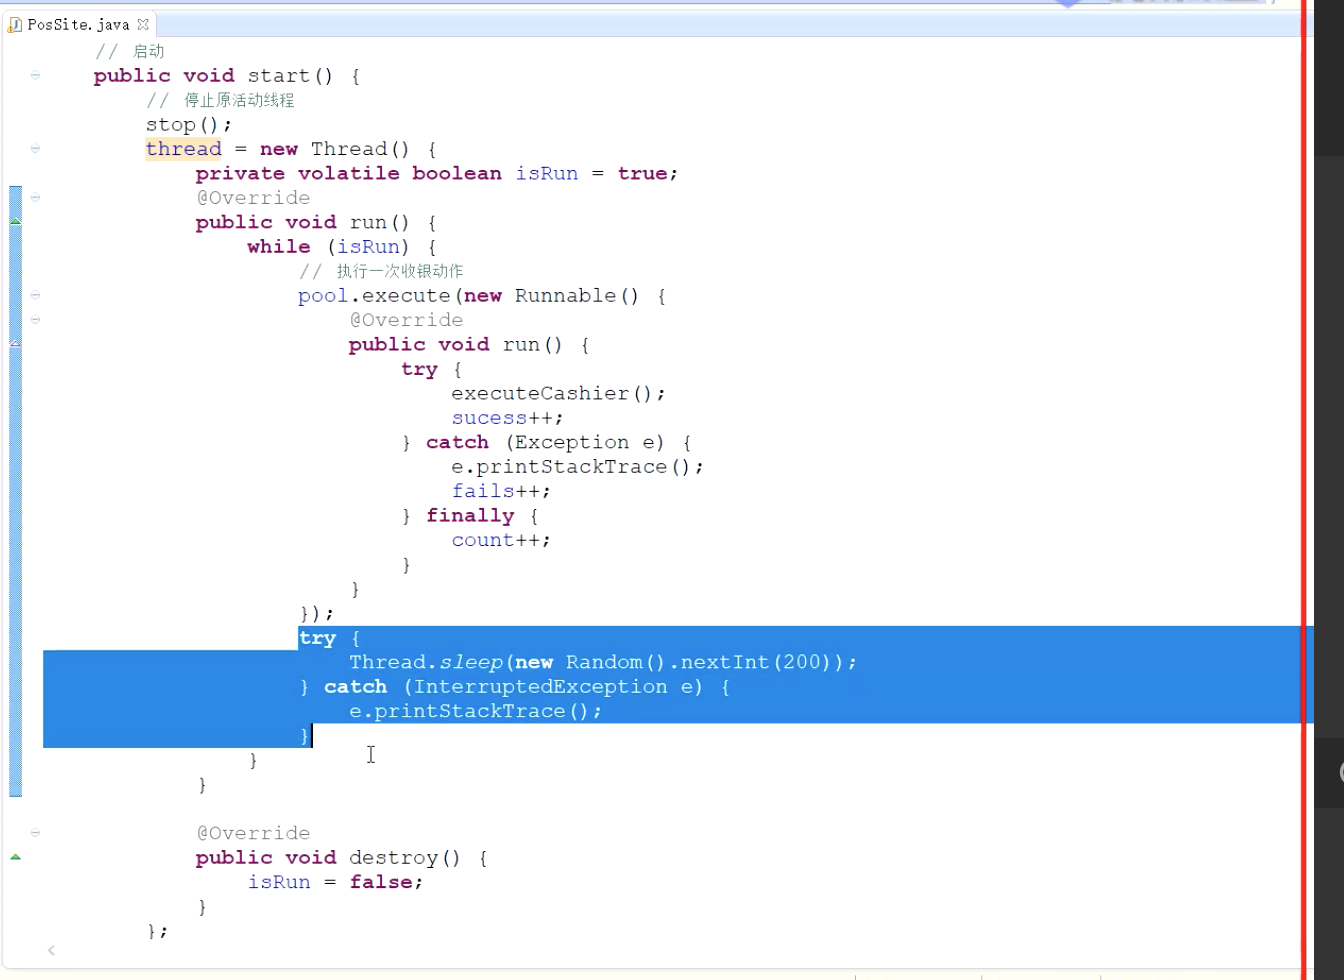 PosSite.java
// 启动
public void start() {
// 停止原活动线程
stop();
thread = new Thread() {
private volatile boolean isRun = true;
@Override
public void run() {
while (isRun) {
// 执行一次收银动作
pool.execute(new Runnable() {
@Override
public void run() {
try {
executeCashier();
sucess++;
} catch (Exception e) {
e.printStackTrace();
fails++;
} finally {
count++;
}
}
});
try {
Thread.sleep(new Random().nextInt(200));
} catch (InterruptedException e) {
e.printStackTrace();
}
}
}
@Override
public void destroy() {
isRun = false;
}
};